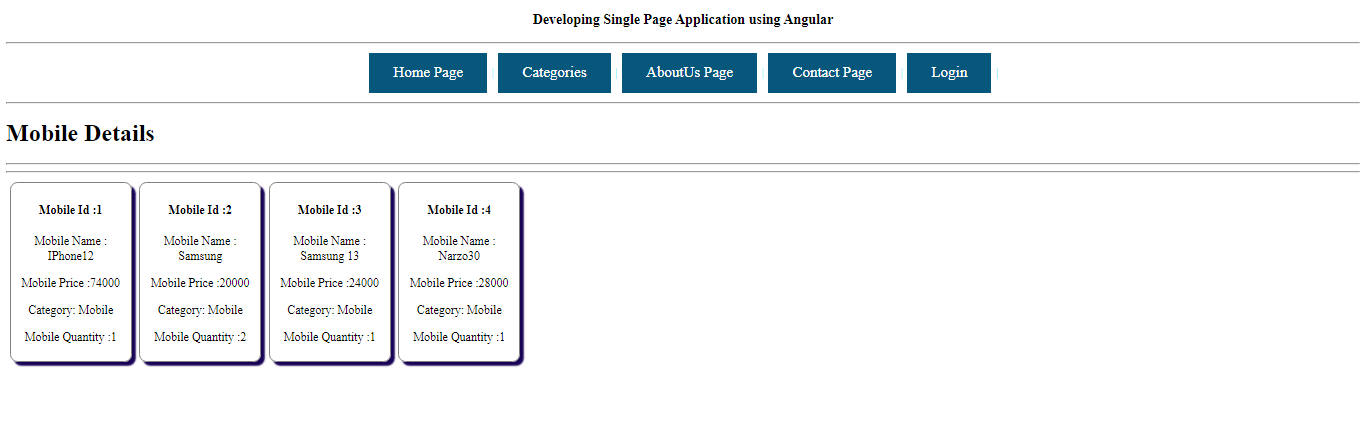 Developing Single Page Application using Angular
Home Page | Categories | AboutUs Page | Contact Page | Login |
Mobile Details
Mobile Id :1
Mobile Name :
IPhone12
Mobile Price :74000
Category: Mobile
Mobile Quantity :1
Mobile Id :2
Mobile Name :
Samsung
Mobile Price :20000
Category: Mobile
Mobile Quantity :2
Mobile Id :3
Mobile Name :
Samsung 13
Mobile Price :24000
Category: Mobile
Mobile Quantity :1
Mobile Id :4
Mobile Name :
Narzo30
Mobile Price :28000
Category: Mobile
Mobile Quantity :1